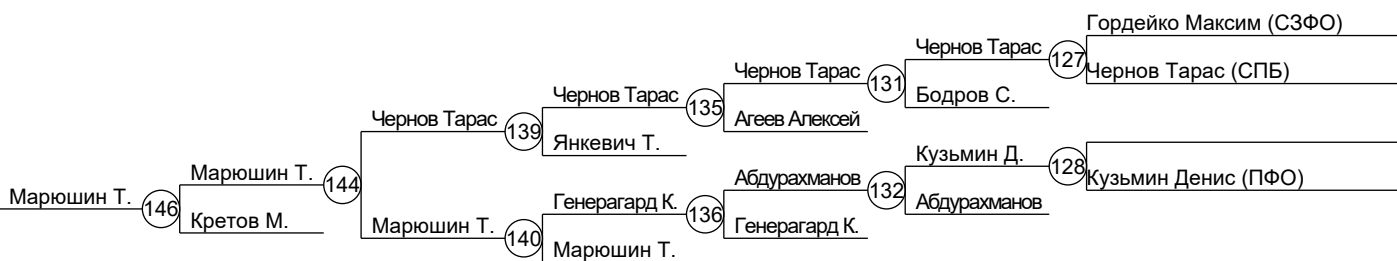 Гордейко Максим (СЗФО)
Чернов Тарас
127
Чернов Тарас
131
Чернов Тарас (СПБ)
Чернов Тарас
135
Бодров С.
Чернов Тарас
139
Агеев Алексей
Янкевич Т.
Кузьмин Д.
128
Марюшин Т.
144
Абдурахманов
132
Кузьмин Денис (ПФО)
Марюшин Т.
146
Генерагард К.
136
Абдурахманов
Кретов М.
Марюшин Т.
140
Генерагард К.
Марюшин Т.